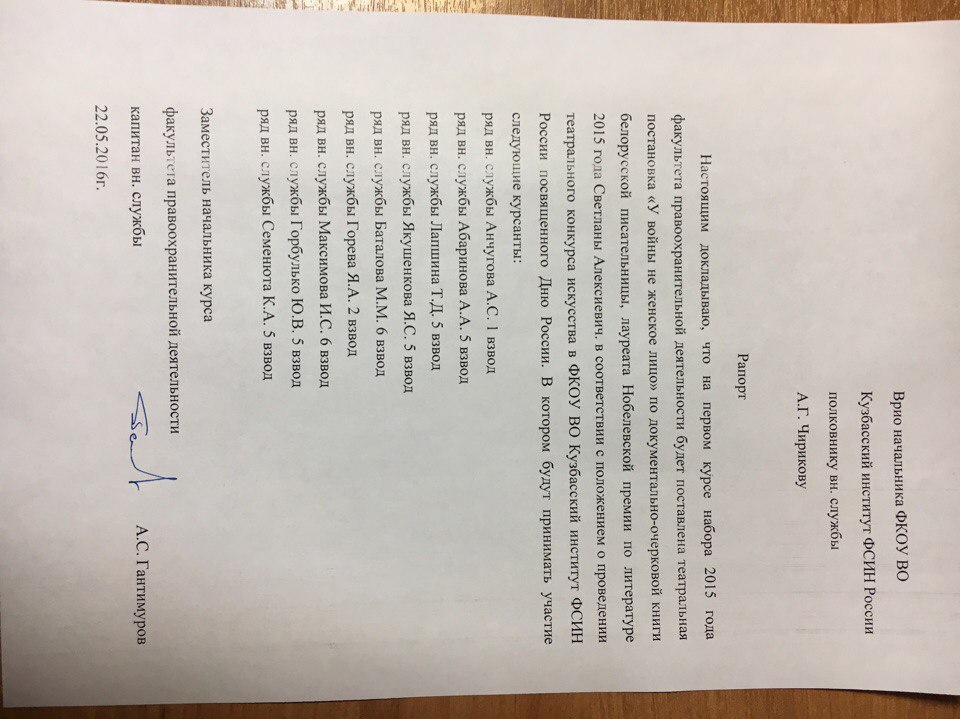 Врио начальника ФКОУ ВО
Кузбасский институт ФСИН России
полковнику вн. службы
А.Г. Чирикову
Рапорт
Настоящим докладываю, что на первом курсе набора 2015 года
факультета правоохранительной деятельности будет поставлена театральная
постановка «У войны не женское лицо» по документально-очерковой книги
белорусской писательницы, лауреата Нобелевской премии по литературе
2015 года Светланы Алексиевич. в соответствии с положением о проведении
театрального конкурса искусства в ФКОУ ВО Кузбасский институт ФСИН
России посвященного Дню России. В котором будут принимать участие
следующие курсанты:
ряд вн. службы Анчугова А.С. 1 взвод
ряд вн. службы Абаринова А.А. 5 взвод
ряд вн. службы Лапшина Т.Д. 5 взвод
ряд вн. службы Якушенкова Я.С. 5 взвод
ряд вн. службы Баталова М.М. 6 взвод
ряд вн. службы Горева Я.А. 2 взвод
ряд вн. службы Максимова И.С. 6 взвод
ряд вн. службы Горбулько Ю.В. 5 взвод
ряд вн. службы Семенюта К.А. 5 взвод
Заместитель начальника курса
факультета правоохранительной деятельности
капитан вн. службы А.С. Гантимуров
22.05.2016г.